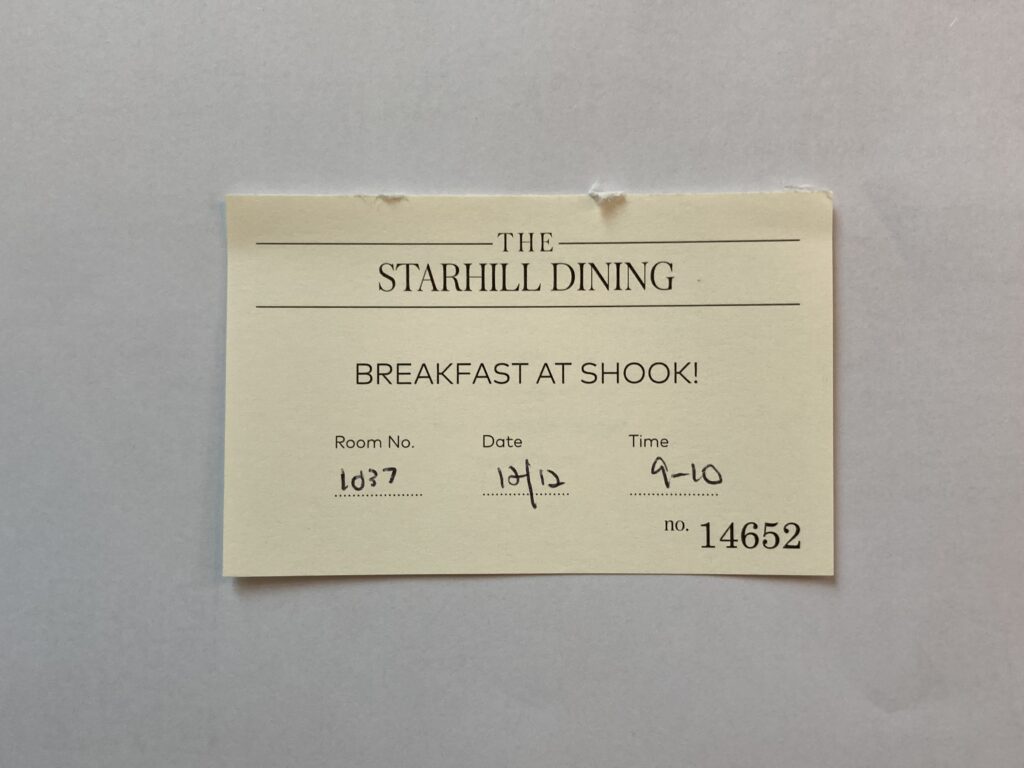 THE
STARHILL DINING
BREAKFAST AT SHOOK!
Room No. Date Time
1037 12/12 9-10
no. 14652